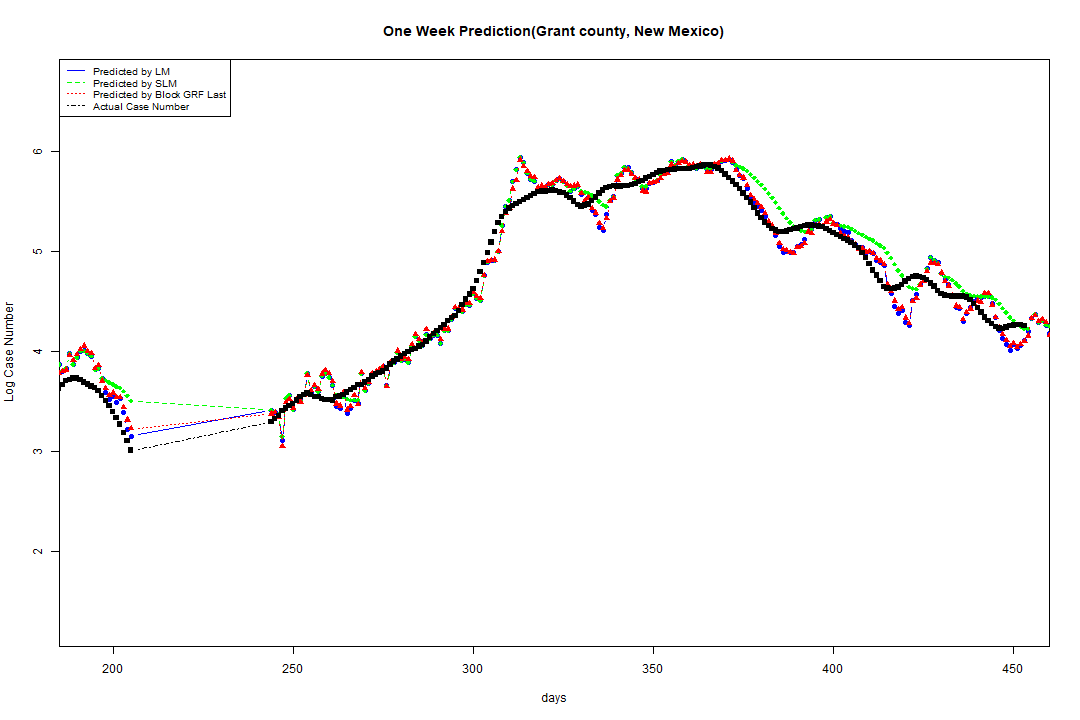 One Week Prediction(Grant county, New Mexico)
Predicted by LM
Predicted by SLM
Predicted by Block GRF Last
Actual Case Number
Log Case Number
6
5
4
3
2
200 250 300 350 400 450
days